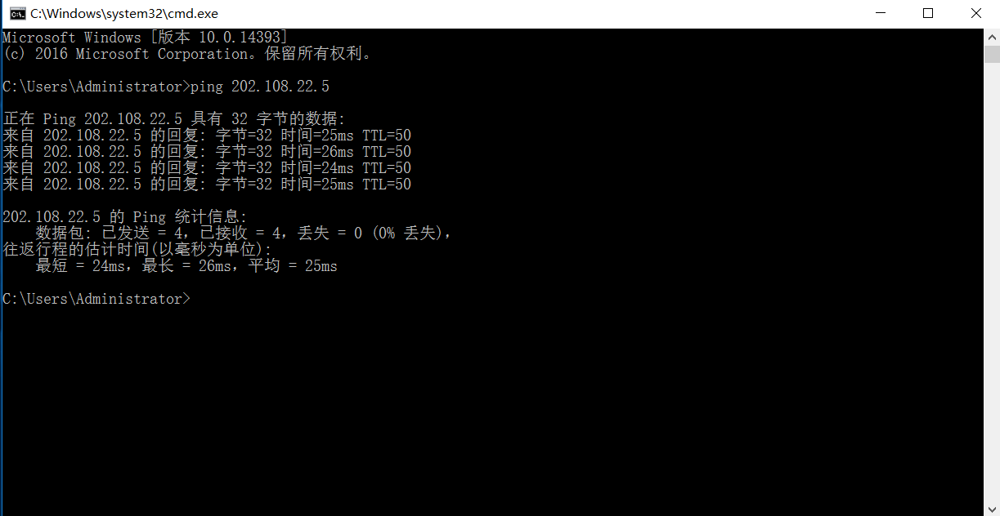 C:\Windows\system32\cmd.exe
Microsoft Windows [版本 10.0.14393]
(c) 2016 Microsoft Corporation。保留所有权利。
C:\Users\Administrator>ping 202.108.22.5
正在 Ping 202.108.22.5 具有 32 字节的数据:
来自 202.108.22.5 的回复: 字节=32 时间=25ms TTL=50
来自 202.108.22.5 的回复: 字节=32 时间=26ms TTL=50
来自 202.108.22.5 的回复: 字节=32 时间=24ms TTL=50
来自 202.108.22.5 的回复: 字节=32 时间=25ms TTL=50
202.108.22.5 的 Ping 统计信息:
数据包: 已发送 = 4，已接收 = 4，丢失 = 0 (0% 丢失)，
往返行程的估计时间(以毫秒为单位):
最短 = 24ms，最长 = 26ms，平均 = 25ms
C:\Users\Administrator>